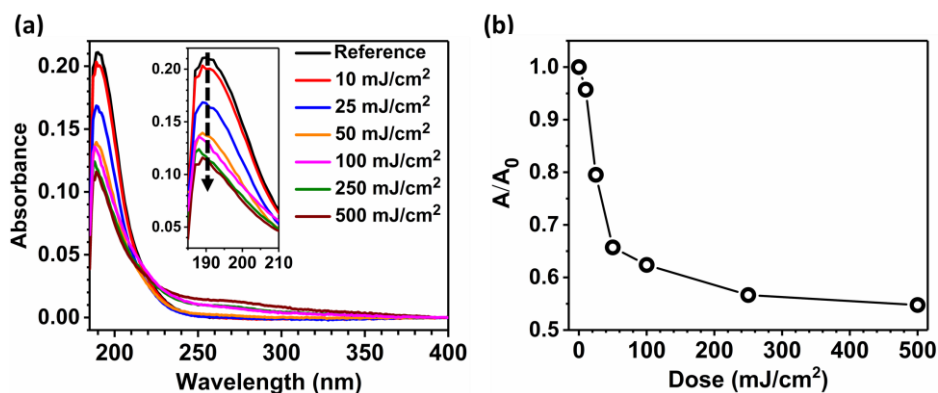 (a)
Absorbance
0.20
0.15
0.10
0.05
0.00
200
250
300
350
400
Wavelength (nm)
0.20
0.15
0.10
0.05
190
200
210
Reference
10 mJ/cm²
25 mJ/cm²
50 mJ/cm²
100 mJ/cm²
250 mJ/cm²
500 mJ/cm²
(b)
A/A₀
1.0
0.9
0.8
0.7
0.6
0.5
0
100
200
300
400
500
Dose (mJ/cm²)